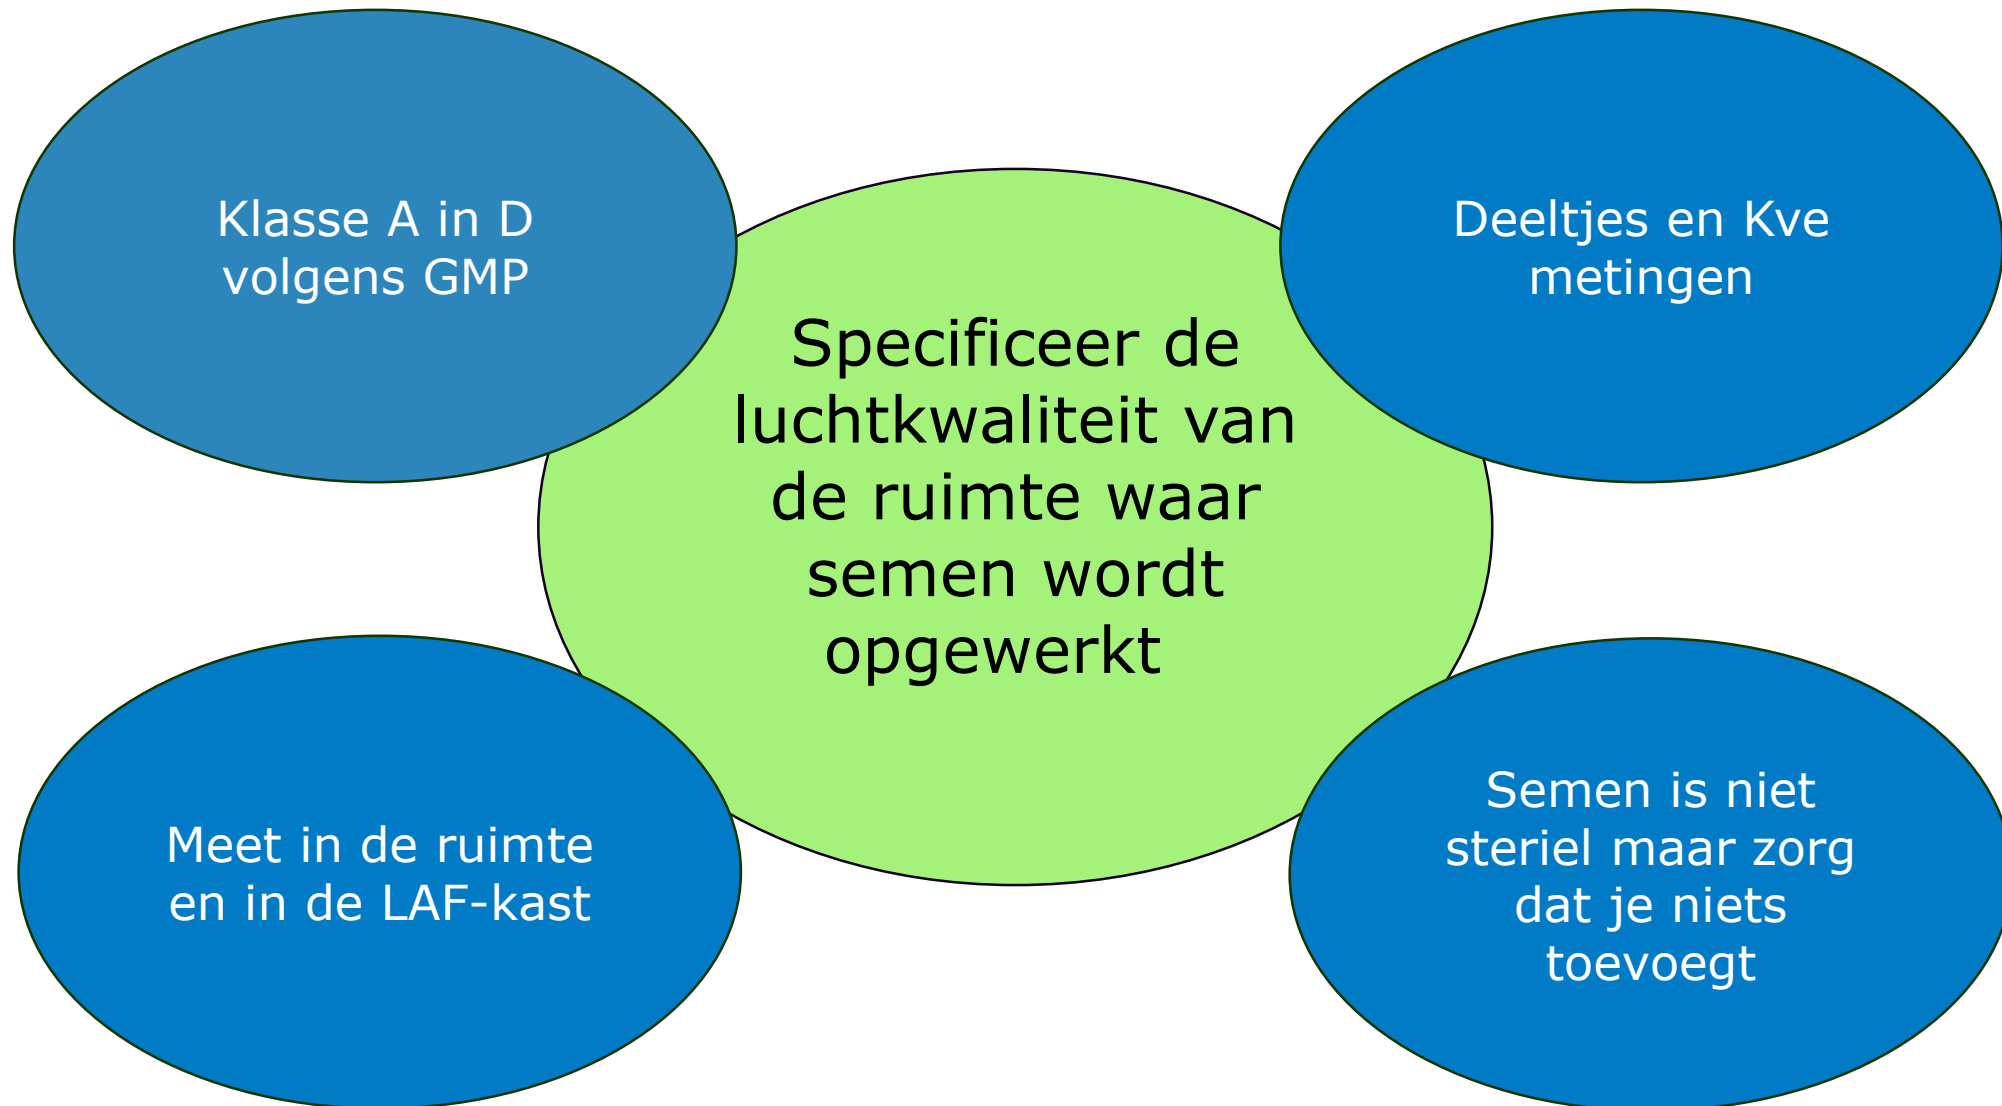 Klasse A in D
volgens GMP
Deeltjes en Kve
metingen
Specificeer de
luchtkwaliteit van
de ruimte waar
semen wordt
opgewerkt
Meet in de ruimte
en in de LAF-kast
Semen is niet
steriel maar zorg
dat je niets
toevoegt